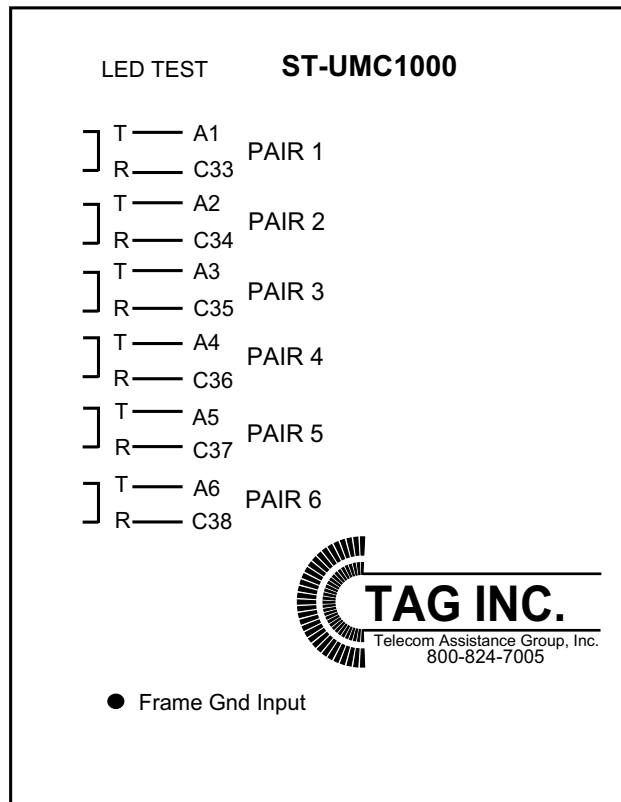 LED TEST ST-UMC1000
T A1
PAIR 1
R C33
T A2
PAIR 2
R C34
T A3
PAIR 3
R C35
T A4
PAIR 4
R C36
T A5
PAIR 5
R C37
T A6
PAIR 6
R C38
TAG INC.
Telecom Assistance Group, Inc.
800-824-7005
Frame Gnd Input